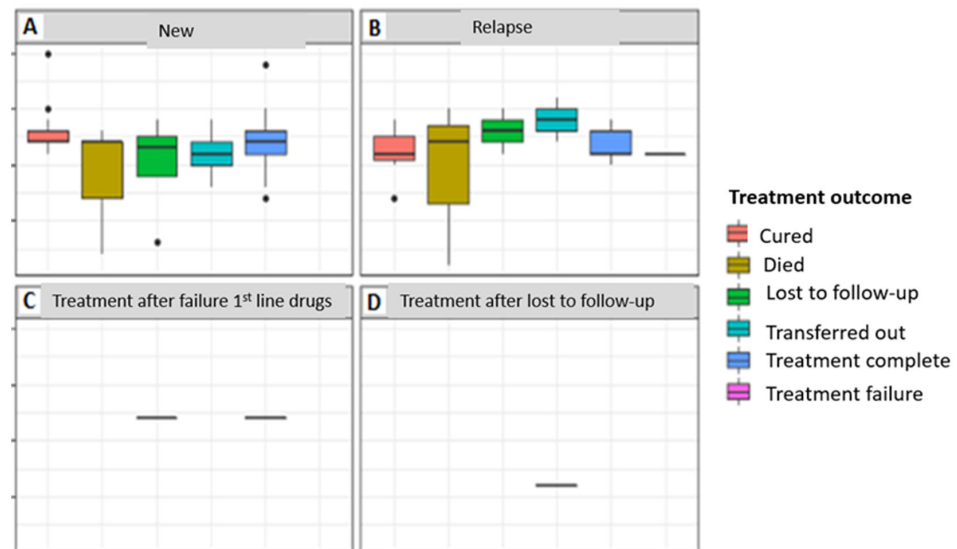 A
New
B
Relapse
Treatment outcome
Cured
Died
Lost to follow-up
Transferred out
Treatment complete
Treatment failure
C
Treatment after failure 1st line drugs
D
Treatment after lost to follow-up